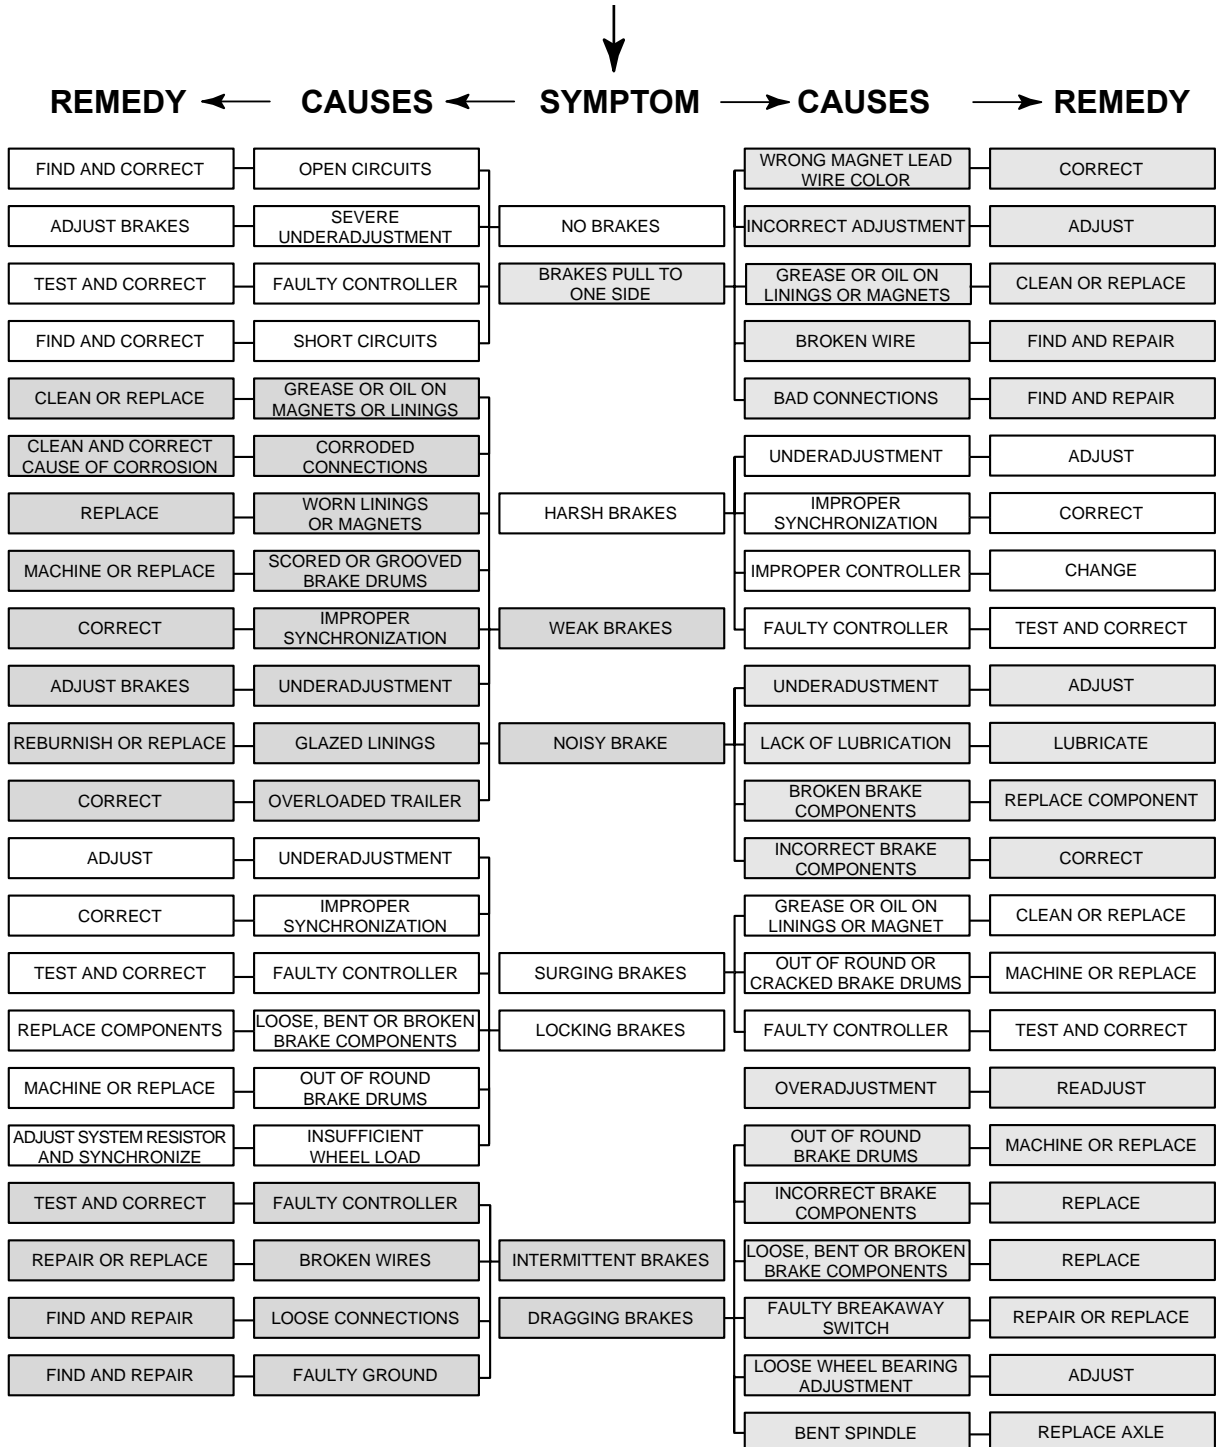 REMEDY CAUSES SYMPTOM CAUSES REMEDY
FIND AND CORRECT
OPEN CIRCUITS
ADJUST BRAKES
SEVERE
UNDERADJUSTMENT
NO BRAKES
TEST AND CORRECT
FAULTY CONTROLLER
FIND AND CORRECT
SHORT CIRCUITS
WRONG MAGNET LEAD
WIRE COLOR
CORRECT
INCORRECT ADJUSTMENT
ADJUST
BRAKES PULL TO
ONE SIDE
GREASE OR OIL ON
LININGS OR MAGNETS
CLEAN OR REPLACE
BROKEN WIRE
FIND AND REPAIR
BAD CONNECTIONS
FIND AND REPAIR
CLEAN OR REPLACE
GREASE OR OIL ON
MAGNETS OR LININGS
CLEAN AND CORRECT
CAUSE OF CORROSION
CORRODED
CONNECTIONS
REPLACE
WORN LININGS
OR MAGNETS
MACHINE OR REPLACE
SCORED OR GROOVED
BRAKE DRUMS
CORRECT
IMPROPER
SYNCHRONIZATION
WEAK BRAKES
ADJUST BRAKES
UNDERADJUSTMENT
REBURNISH OR REPLACE
GLAZED LININGS
CORRECT
OVERLOADED TRAILER
HARSH BRAKES
UNDERADJUSTMENT
ADJUST
IMPROPER
SYNCHRONIZATION
CORRECT
IMPROPER CONTROLLER
CHANGE
FAULTY CONTROLLER
TEST AND CORRECT
NOISY BRAKE
UNDERADUSTMENT
ADJUST
LACK OF LUBRICATION
LUBRICATE
BROKEN BRAKE
COMPONENTS
REPLACE COMPONENT
INCORRECT BRAKE
COMPONENTS
CORRECT
ADJUST
UNDERADJUSTMENT
CORRECT
IMPROPER
SYNCHRONIZATION
TEST AND CORRECT
FAULTY CONTROLLER
REPLACE COMPONENTS
LOOSE, BENT OR BROKEN
BRAKE COMPONENTS
LOCKING BRAKES
MACHINE OR REPLACE
OUT OF ROUND
BRAKE DRUMS
ADJUST SYSTEM RESISTOR
AND SYNCHRONIZE
INSUFFICIENT
WHEEL LOAD
SURGING BRAKES
GREASE OR OIL ON
LININGS OR MAGNET
CLEAN OR REPLACE
OUT OF ROUND OR
CRACKED BRAKE DRUMS
MACHINE OR REPLACE
FAULTY CONTROLLER
TEST AND CORRECT
TEST AND CORRECT
FAULTY CONTROLLER
REPAIR OR REPLACE
BROKEN WIRES
INTERMITTENT BRAKES
FIND AND REPAIR
LOOSE CONNECTIONS
FIND AND REPAIR
FAULTY GROUND
DRAGGING BRAKES
OVERADJUSTMENT
READJUST
OUT OF ROUND
BRAKE DRUMS
MACHINE OR REPLACE
INCORRECT BRAKE
COMPONENTS
REPLACE
LOOSE, BENT OR BROKEN
BRAKE COMPONENTS
REPLACE
FAULTY BREAKAWAY
SWITCH
REPAIR OR REPLACE
LOOSE WHEEL BEARING
ADJUSTMENT
ADJUST
BENT SPINDLE
REPLACE AXLE